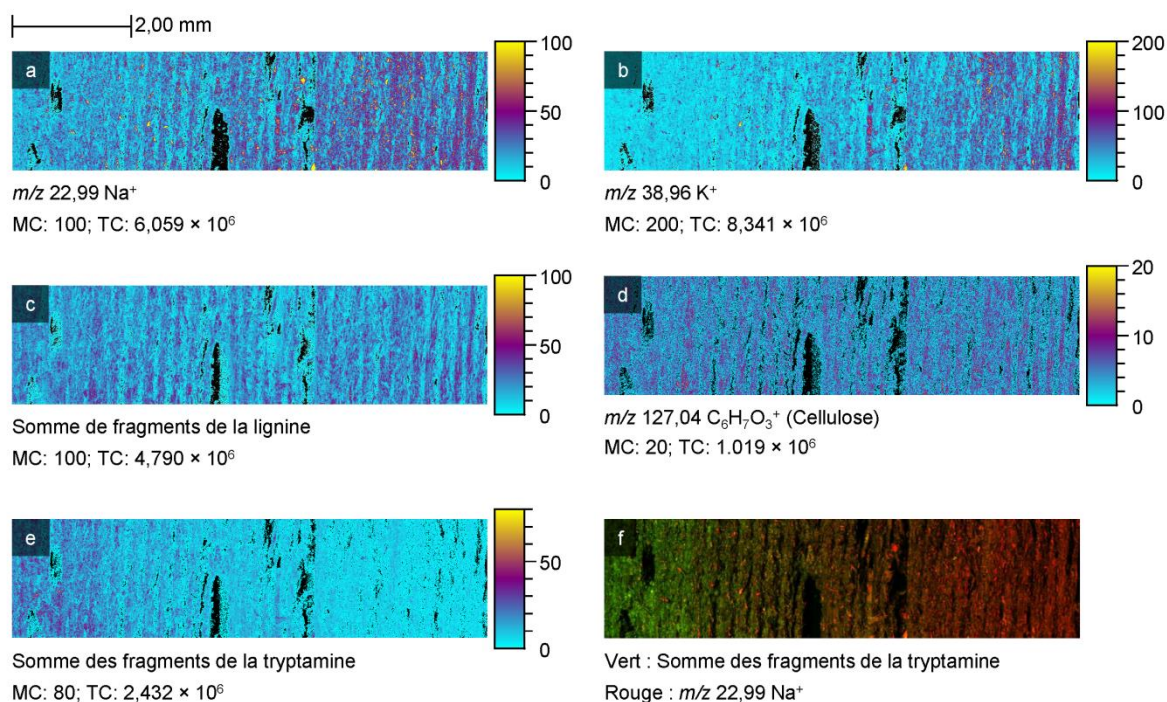 2,00 mm
a
100
50
0
m/z 22,99 Na⁺
MC: 100; TC: 6,059 × 10⁶
b
200
100
0
m/z 38,96 K⁺
MC: 200; TC: 8,341 × 10⁶
c
100
50
0
Somme de fragments de la lignine
MC: 100; TC: 4,790 × 10⁶
d
20
10
0
m/z 127,04 C₆H₇O₃⁺ (Cellulose)
MC: 20; TC: 1.019 × 10⁶
e
50
0
Somme des fragments de la tryptamine
MC: 80; TC: 2,432 × 10⁶
f
Vert : Somme des fragments de la tryptamine
Rouge : m/z 22,99 Na⁺